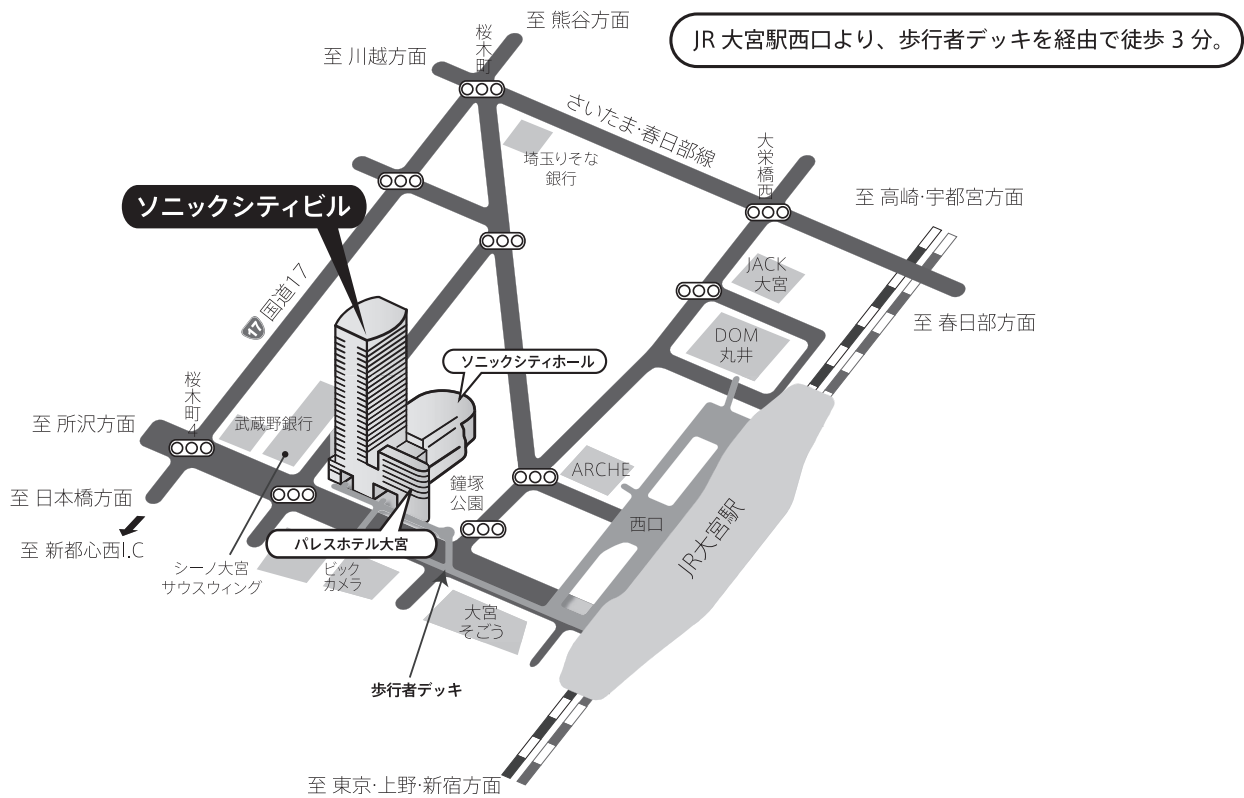 至 熊谷方面
桜木町
至 川越方面
JR 大宮駅西口より、歩行者デッキを経由で徒歩 3 分。
さいたま・春日部線
大栄橋西
埼玉りそな
銀行
至 高崎・宇都宮方面
ソニックシティビル
JACK
大宮
17 国道17
至 春日部方面
DOM
丸井
ソニックシティホール
桜木町4
至 所沢方面
武蔵野銀行
ARCHE
鐘塚
公園
至 日本橋方面
西口
JR大宮駅
至 新都心西I.C
パレスホテル大宮
シーノ大宮
サウスウィング
ビック
カメラ
大宮
そごう
歩行者デッキ
至 東京・上野・新宿方面